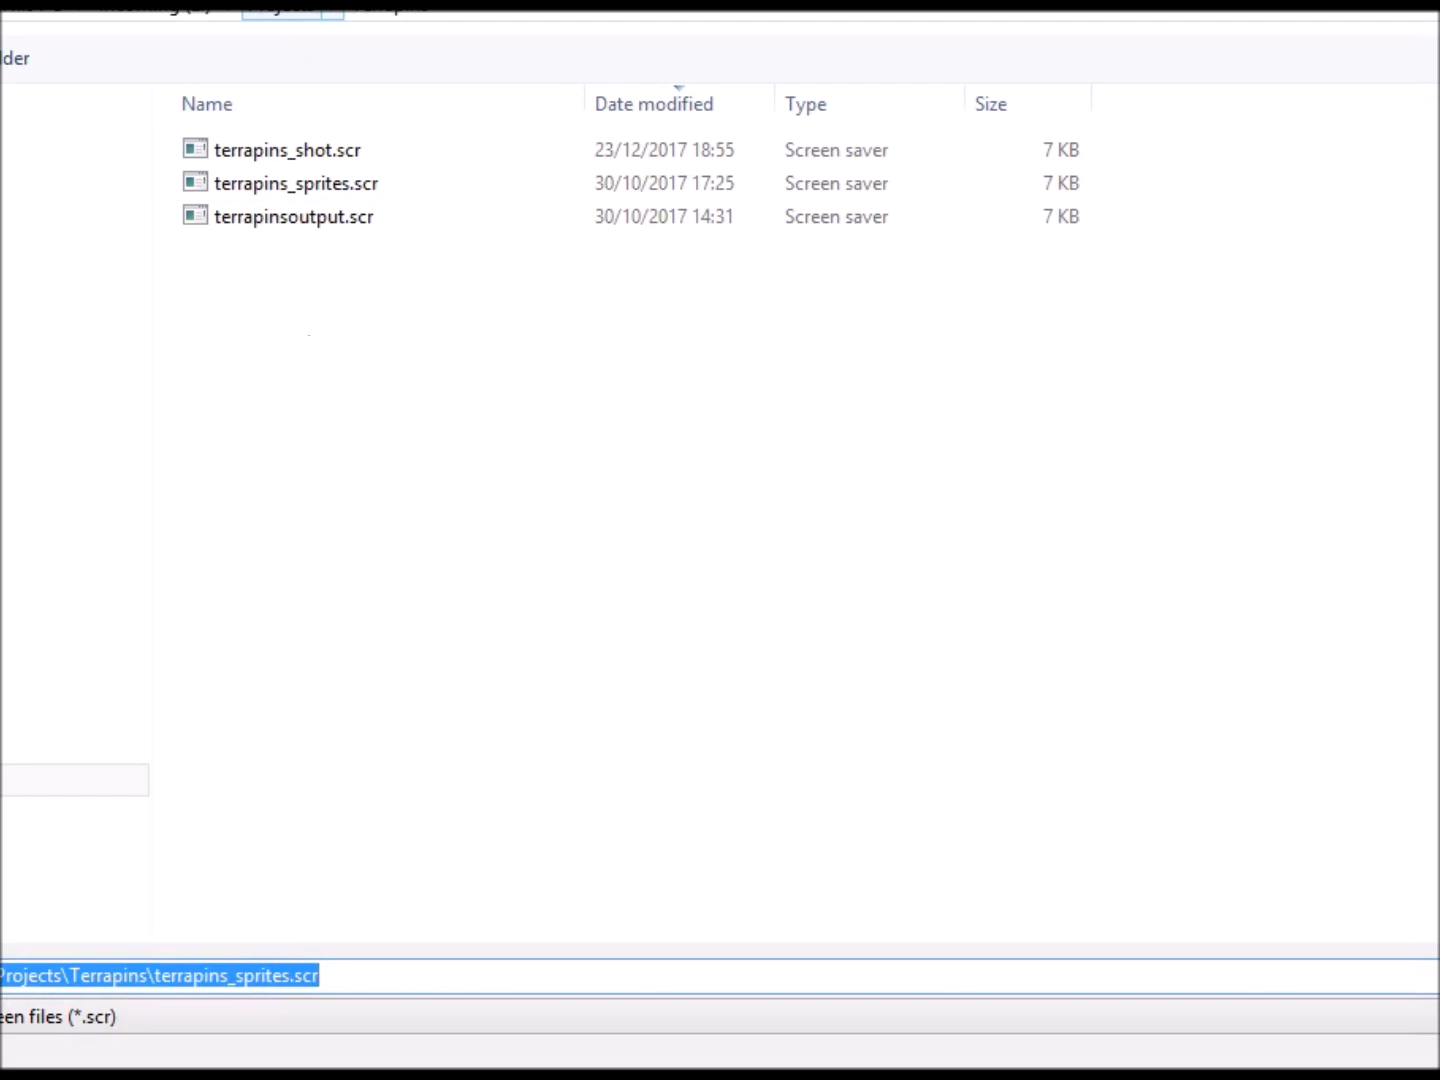 lder
Name Date modified Type Size
terrapins_shot.scr 23/12/2017 18:55 Screen saver 7 KB
terrapins_sprites.scr 30/10/2017 17:25 Screen saver 7 KB
terrapinsoutput.scr 30/10/2017 14:31 Screen saver 7 KB
Projects\Terrapins\terrapins_sprites.scr
een files (*.scr)